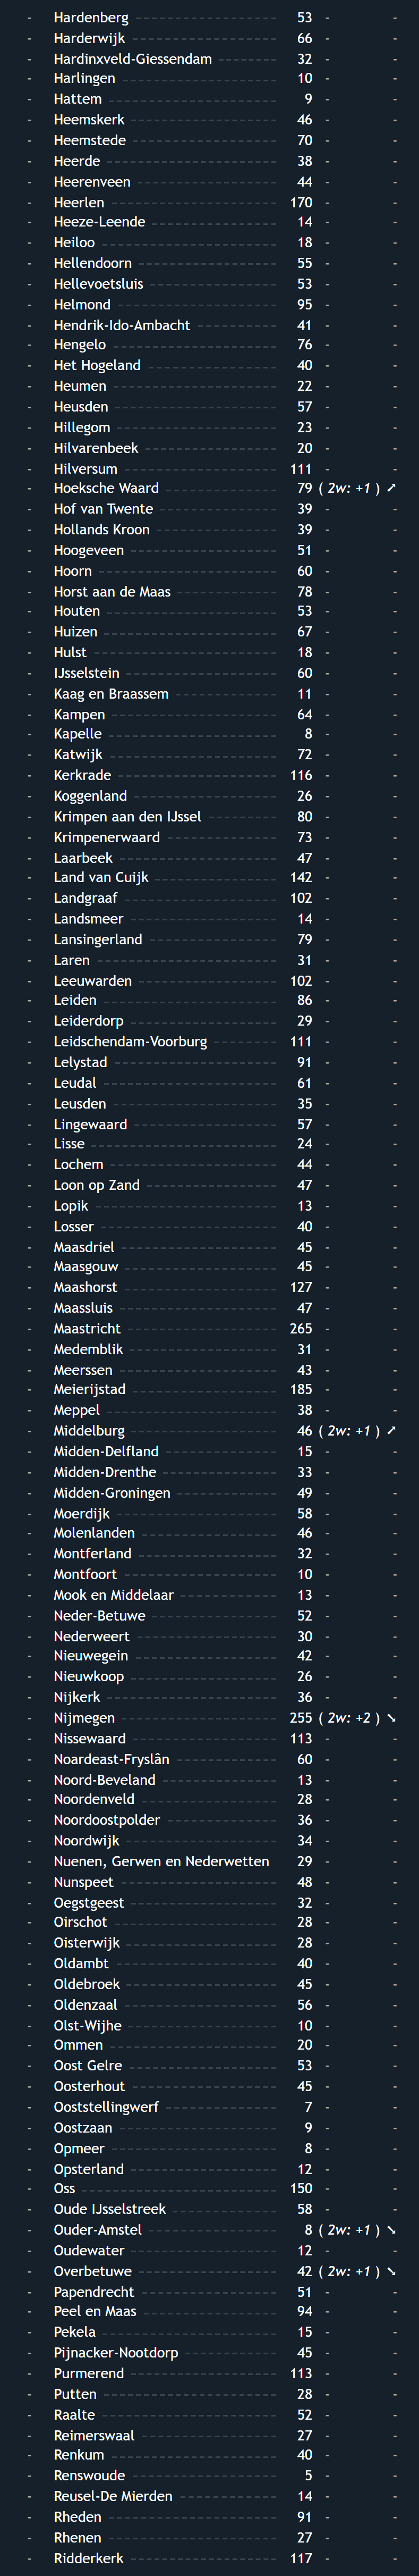 - Hardenberg 53 - -
- Harderwijk 66 - -
- Hardinxveld-Giessendam 32 - -
- Harlingen 10 - -
- Hattem 9 - -
- Heemskerk 46 - -
- Heemstede 70 - -
- Heerde 38 - -
- Heerenveen 44 - -
- Heerlen 170 - -
- Heeze-Leende 14 - -
- Heiloo 18 - -
- Hellendoorn 55 - -
- Hellevoetsluis 53 - -
- Helmond 95 - -
- Hendrik-Ido-Ambacht 41 - -
- Hengelo 76 - -
- Het Hogeland 40 - -
- Heumen 22 - -
- Heusden 57 - -
- Hillegom 23 - -
- Hilvarenbeek 20 - -
- Hilversum 111 - -
- Hoeksche Waard 79 ( 2w: +1 ) ➚
- Hof van Twente 39 - -
- Hollands Kroon 39 - -
- Hoogeveen 51 - -
- Hoorn 60 - -
- Horst aan de Maas 78 - -
- Houten 53 - -
- Huizen 67 - -
- Hulst 18 - -
- IJsselstein 60 - -
- Kaag en Braassem 11 - -
- Kampen 64 - -
- Kapelle 8 - -
- Katwijk 72 - -
- Kerkrade 116 - -
- Koggenland 26 - -
- Krimpen aan den IJssel 80 - -
- Krimpenerwaard 73 - -
- Laarbeek 47 - -
- Land van Cuijk 142 - -
- Landgraaf 102 - -
- Landsmeer 14 - -
- Lansingerland 79 - -
- Laren 31 - -
- Leeuwarden 102 - -
- Leiden 86 - -
- Leiderdorp 29 - -
- Leidschendam-Voorburg 111 - -
- Lelystad 91 - -
- Leudal 61 - -
- Leusden 35 - -
- Lingewaard 57 - -
- Lisse 24 - -
- Lochem 44 - -
- Loon op Zand 47 - -
- Lopik 13 - -
- Losser 40 - -
- Maasdriel 45 - -
- Maasgouw 45 - -
- Maashorst 127 - -
- Maassluis 47 - -
- Maastricht 265 - -
- Medemblik 31 - -
- Meerssen 43 - -
- Meierijstad 185 - -
- Meppel 38 - -
- Middelburg 46 ( 2w: +1 ) ➚
- Midden-Delfland 15 - -
- Midden-Drenthe 33 - -
- Midden-Groningen 49 - -
- Moerdijk 58 - -
- Molenlanden 46 - -
- Montferland 32 - -
- Montfoort 10 - -
- Mook en Middelaar 13 - -
- Neder-Betuwe 52 - -
- Nederweert 30 - -
- Nieuwegein 42 - -
- Nieuwkoop 26 - -
- Nijkerk 36 - -
- Nijmegen 255 ( 2w: +2 ) ➘
- Nissewaard 113 - -
- Noardeast-Fryslân 60 - -
- Noord-Beveland 13 - -
- Noordenveld 28 - -
- Noordoostpolder 36 - -
- Noordwijk 34 - -
- Nuenen, Gerwen en Nederwetten 29 - -
- Nunspeet 48 - -
- Oegstgeest 32 - -
- Oirschot 28 - -
- Oisterwijk 28 - -
- Oldambt 40 - -
- Oldebroek 45 - -
- Oldenzaal 56 - -
- Olst-Wijhe 10 - -
- Ommen 20 - -
- Oost Gelre 53 - -
- Oosterhout 45 - -
- Ooststellingwerf 7 - -
- Oostzaan 9 - -
- Opmeer 8 - -
- Opsterland 12 - -
- Oss 150 - -
- Oude IJsselstreek 58 - -
- Ouder-Amstel 8 ( 2w: +1 ) ➘
- Oudewater 12 - -
- Overbetuwe 42 ( 2w: +1 ) ➘
- Papendrecht 51 - -
- Peel en Maas 94 - -
- Pekela 15 - -
- Pijnacker-Nootdorp 45 - -
- Purmerend 113 - -
- Putten 28 - -
- Raalte 52 - -
- Reimerswaal 27 - -
- Renkum 40 - -
- Renswoude 5 - -
- Reusel-De Mierden 14 - -
- Rheden 91 - -
- Rhenen 27 - -
- Ridderkerk 117 - -